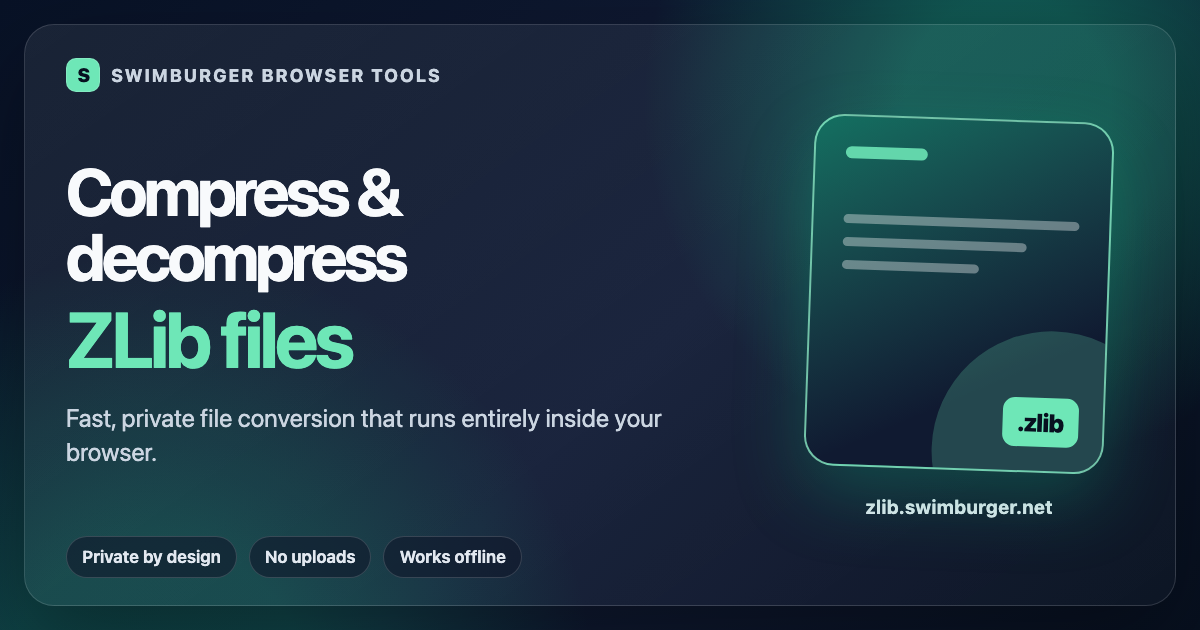 S SWIMBURGER BROWSER TOOLS
Compress &
decompress
ZLib files
Fast, private file conversion that runs entirely inside your
browser.
Private by design No uploads Works offline
.zlib
zlib.swimburger.net